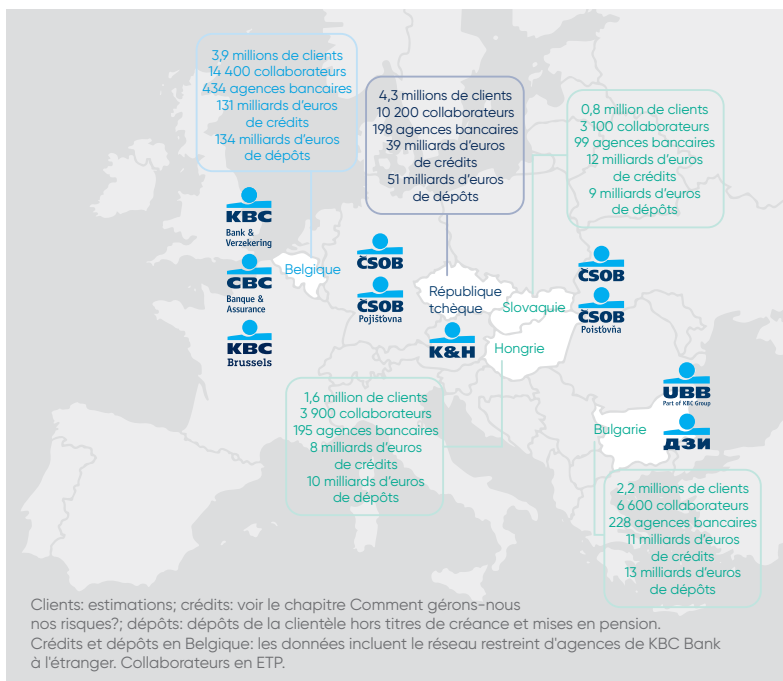 3,9 millions de clients
14 400 collaborateurs
434 agences bancaires
131 milliards d'euros
de crédits
134 milliards d'euros
de dépôts
4,3 millions de clients
10 200 collaborateurs
198 agences bancaires
39 milliards d'euros
de crédits
51 milliards d'euros
de dépôts
0,8 million de clients
3 100 collaborateurs
99 agences bancaires
12 milliards d'euros
de crédits
9 milliards d'euros
de dépôts
KBC
Bank &
Verzekering
CBC
Banque &
Assurance
KBC
Brussels
Belgique
ČSOB
ČSOB
Pojišťovna
République
tchèque
Slovaquie
ČSOB
ČSOB
Poisťovňa
K&H
Hongrie
UBB
Part of KBC Group
Bulgarie
ДЗИ
1,6 million de clients
3 900 collaborateurs
195 agences bancaires
8 milliards d'euros
de crédits
10 milliards d'euros
de dépôts
2,2 millions de clients
6 600 collaborateurs
228 agences bancaires
11 milliards d'euros
de crédits
13 milliards d'euros
de dépôts
Clients: estimations; crédits: voir le chapitre Comment gérons-nous
nos risques?; dépôts: dépôts de la clientèle hors titres de créance et mises en pension.
Crédits et dépôts en Belgique: les données incluent le réseau restreint d'agences de KBC Bank
à l'étranger. Collaborateurs en ETP.